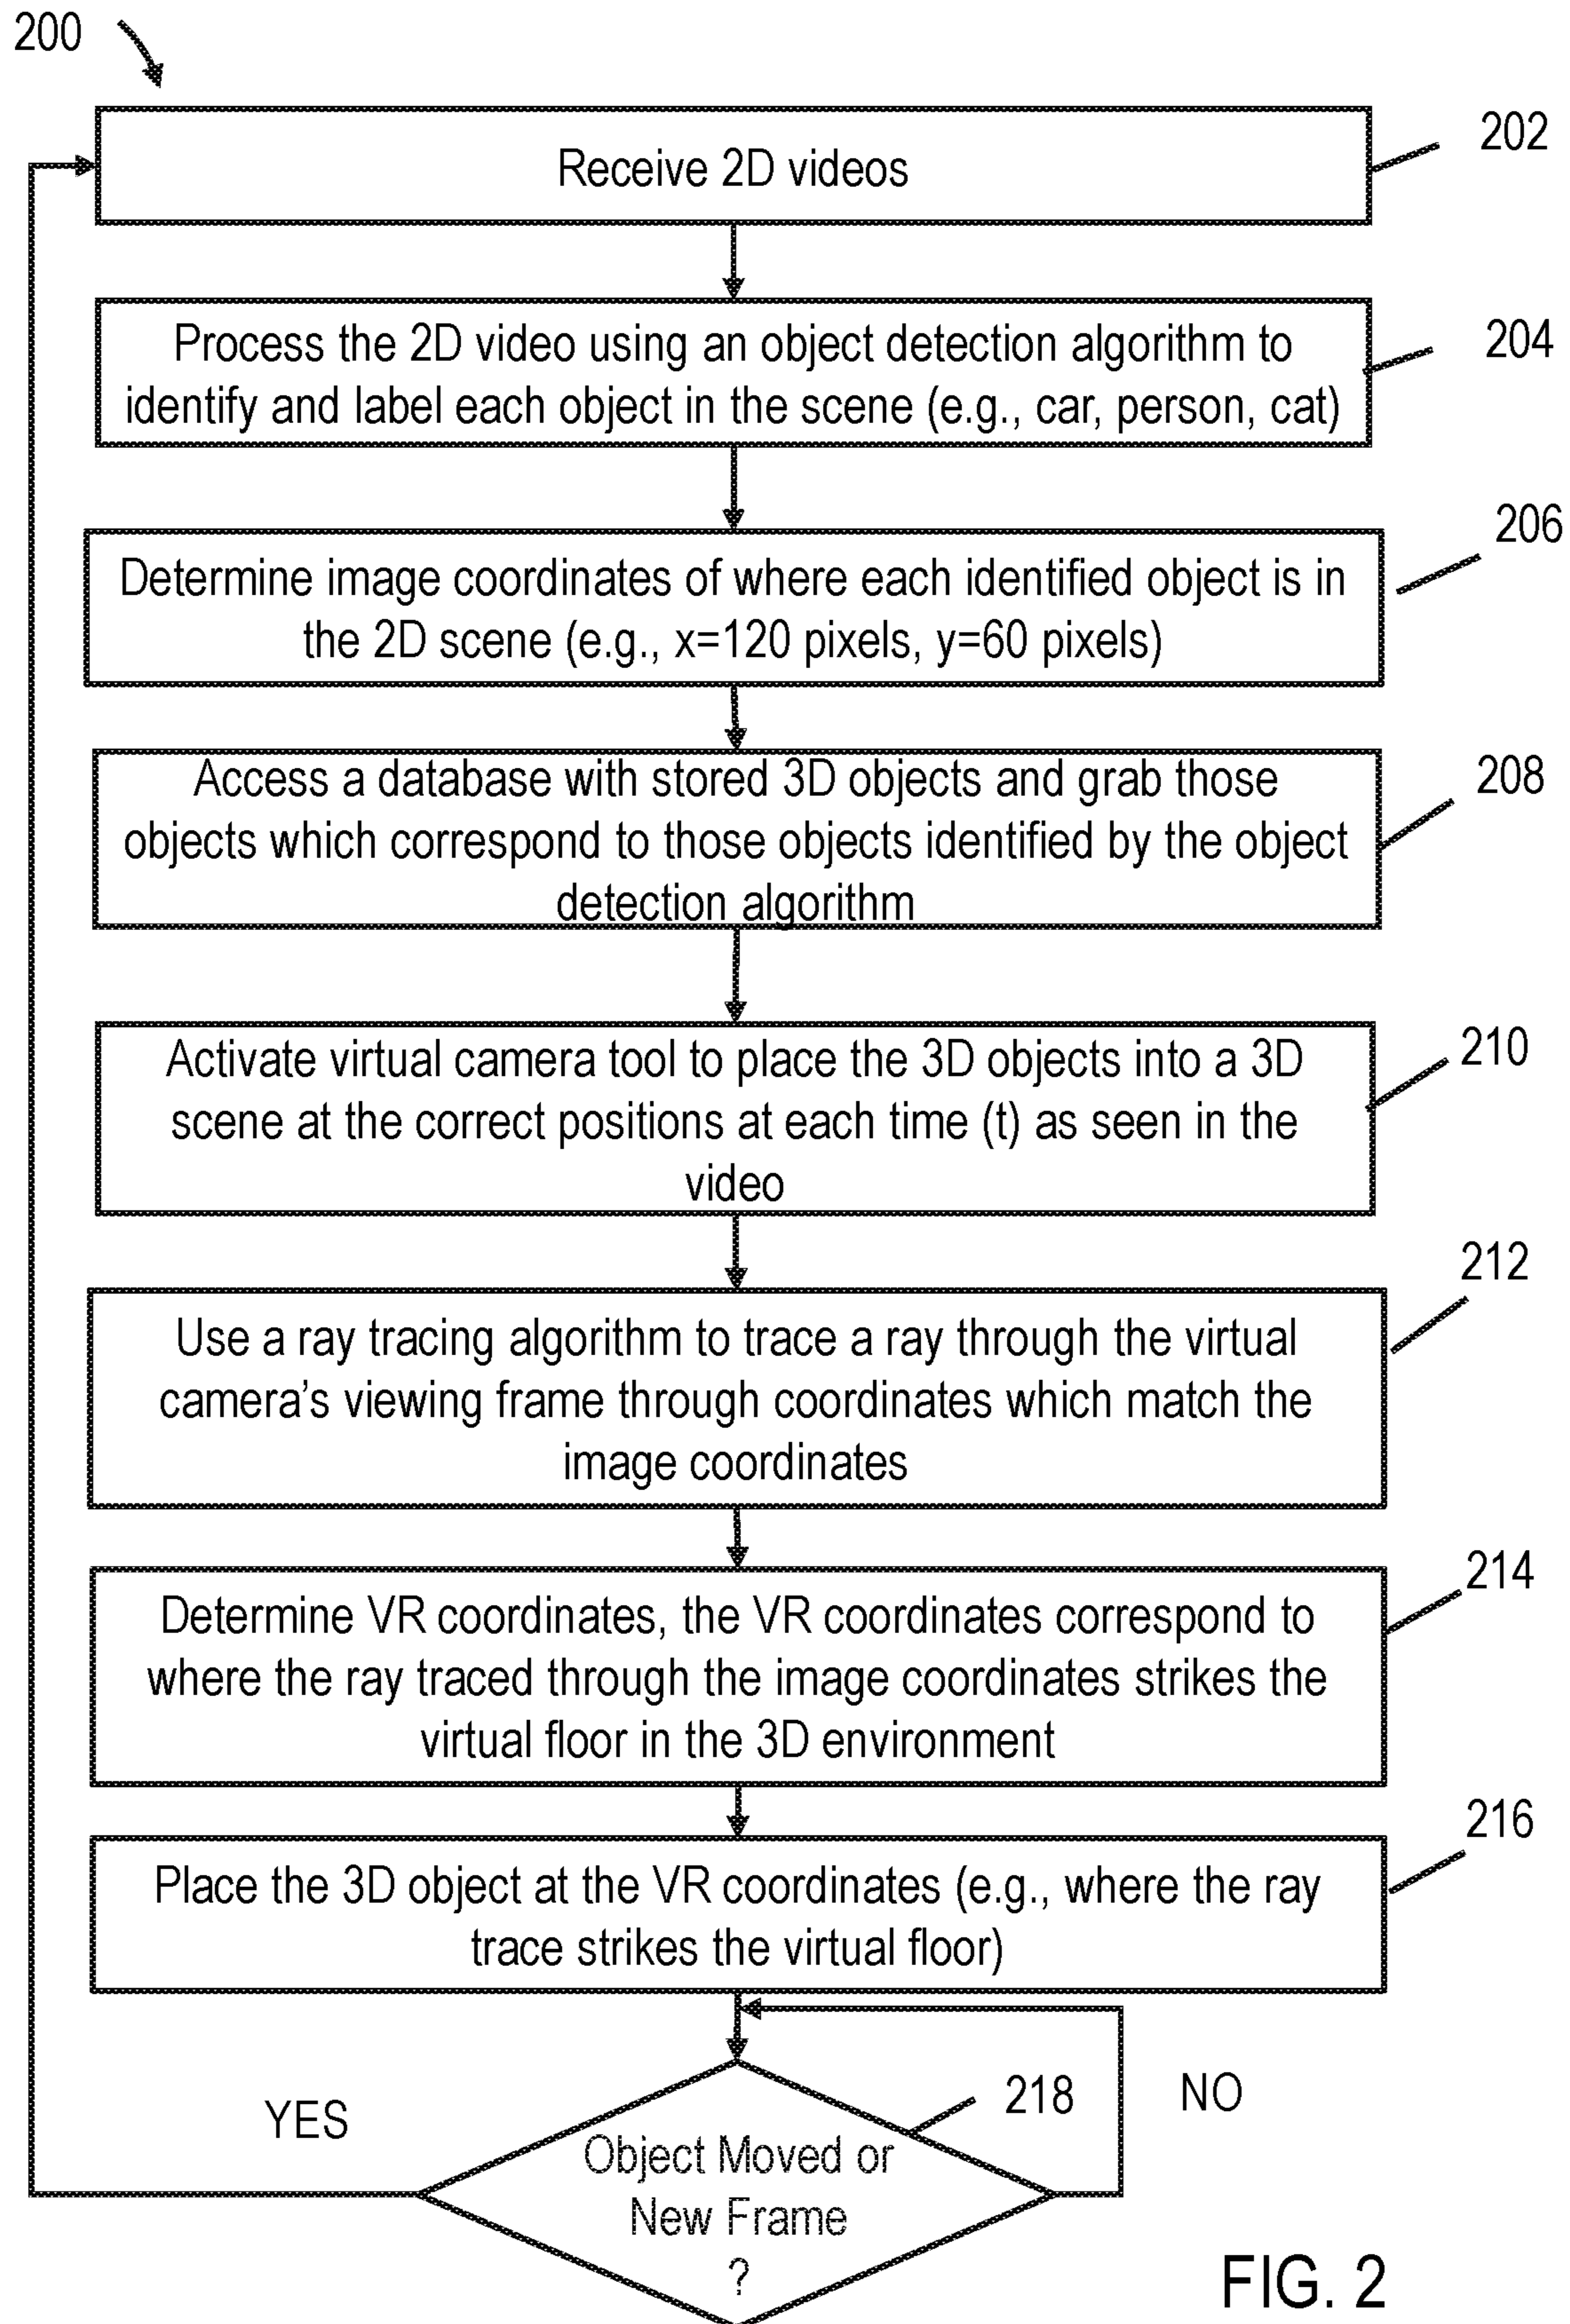 200
202
Receive 2D videos
204
Process the 2D video using an object detection algorithm to
identify and label each object in the scene (e.g., car, person, cat)
206
Determine image coordinates of where each identified object is in
the 2D scene (e.g., x=120 pixels, y=60 pixels)
208
Access a database with stored 3D objects and grab those
objects which correspond to those objects identified by the object
detection algorithm
210
Activate virtual camera tool to place the 3D objects into a 3D
scene at the correct positions at each time (t) as seen in the
video
212
Use a ray tracing algorithm to trace a ray through the virtual
camera's viewing frame through coordinates which match the
image coordinates
214
Determine VR coordinates, the VR coordinates correspond to
where the ray traced through the image coordinates strikes the
virtual floor in the 3D environment
216
Place the 3D object at the VR coordinates (e.g., where the ray
trace strikes the virtual floor)
218
NO
YES
Object Moved or
New Frame
?
FIG. 2